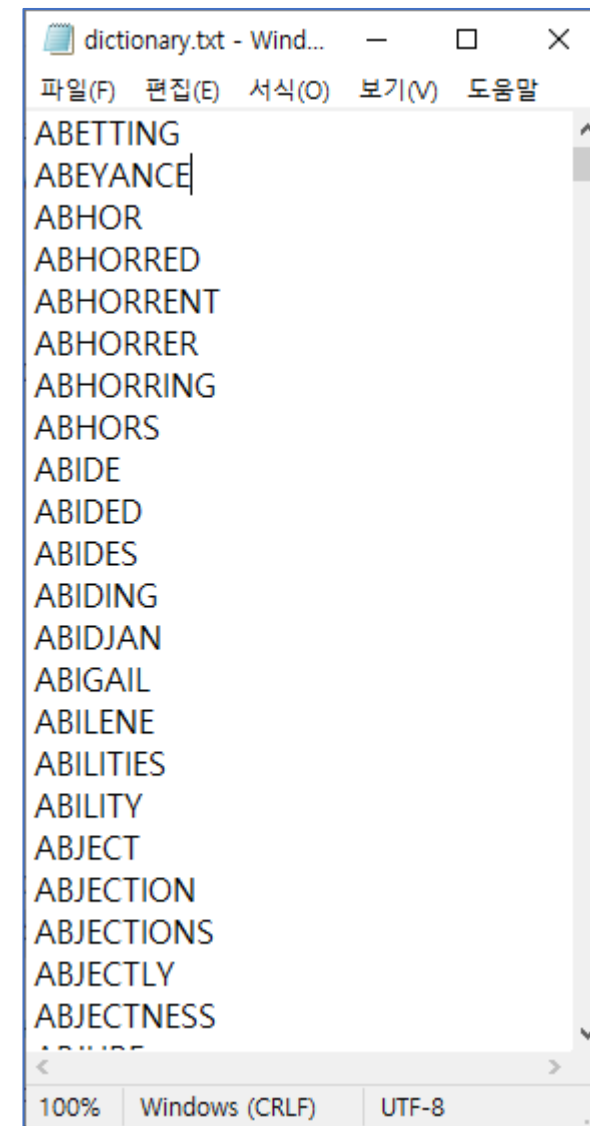 dictionary.txt - Wind...
파일(F) 편집(E) 서식(O) 보기(V) 도움말
ABETTING
ABEYANCE
ABHOR
ABHORRED
ABHORRENT
ABHORRER
ABHORRING
ABHORS
ABIDE
ABIDED
ABIDES
ABIDING
ABIDJAN
ABIGAIL
ABILENE
ABILITIES
ABILITY
ABJECT
ABJECTION
ABJECTIONS
ABJECTLY
ABJECTNESS
100% Windows (CRLF) UTF-8